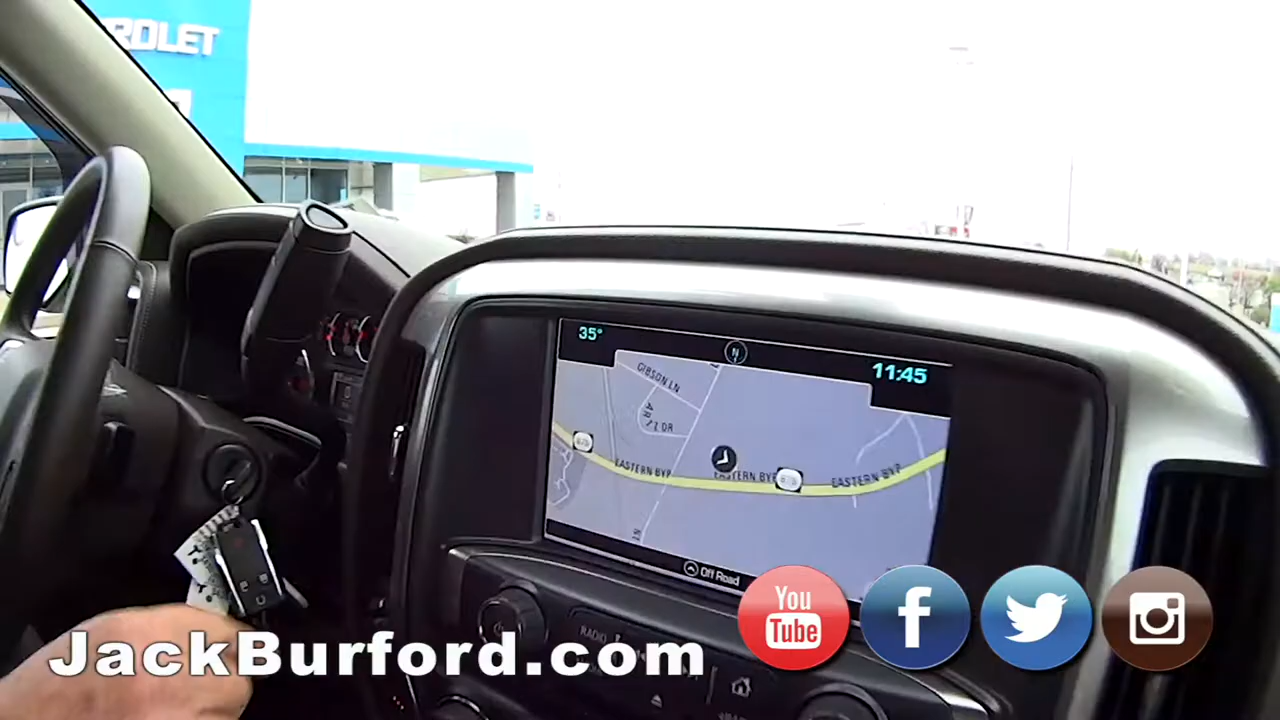 ROLET
35°
N
11:45
GIBSON LN
DR
EASTERN BYP
EASTERN BYP
EASTERN BYP
Off Road
RADIO
You
Tube
f
JackBurford.com